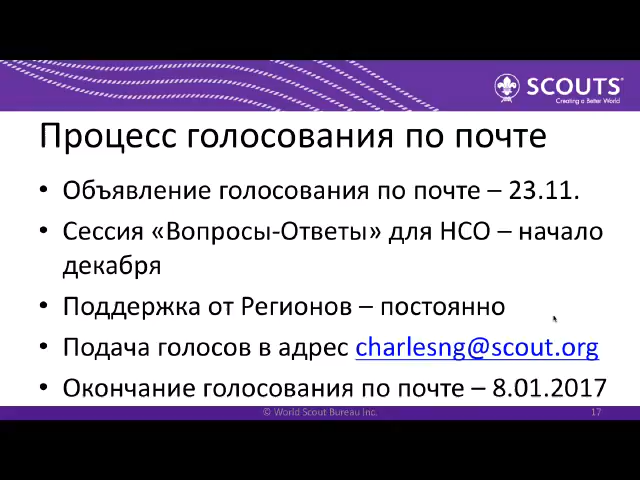 SCOUTS
Creating a Better World
Процесс голосования по почте
• Объявление голосования по почте – 23.11.
• Сессия «Вопросы-Ответы» для НСО – начало
декабря
• Поддержка от Регионов – постоянно
• Подача голосов в адрес charlesng@scout.org
• Окончание голосования по почте – 8.01.2017
© World Scout Bureau Inc.
17